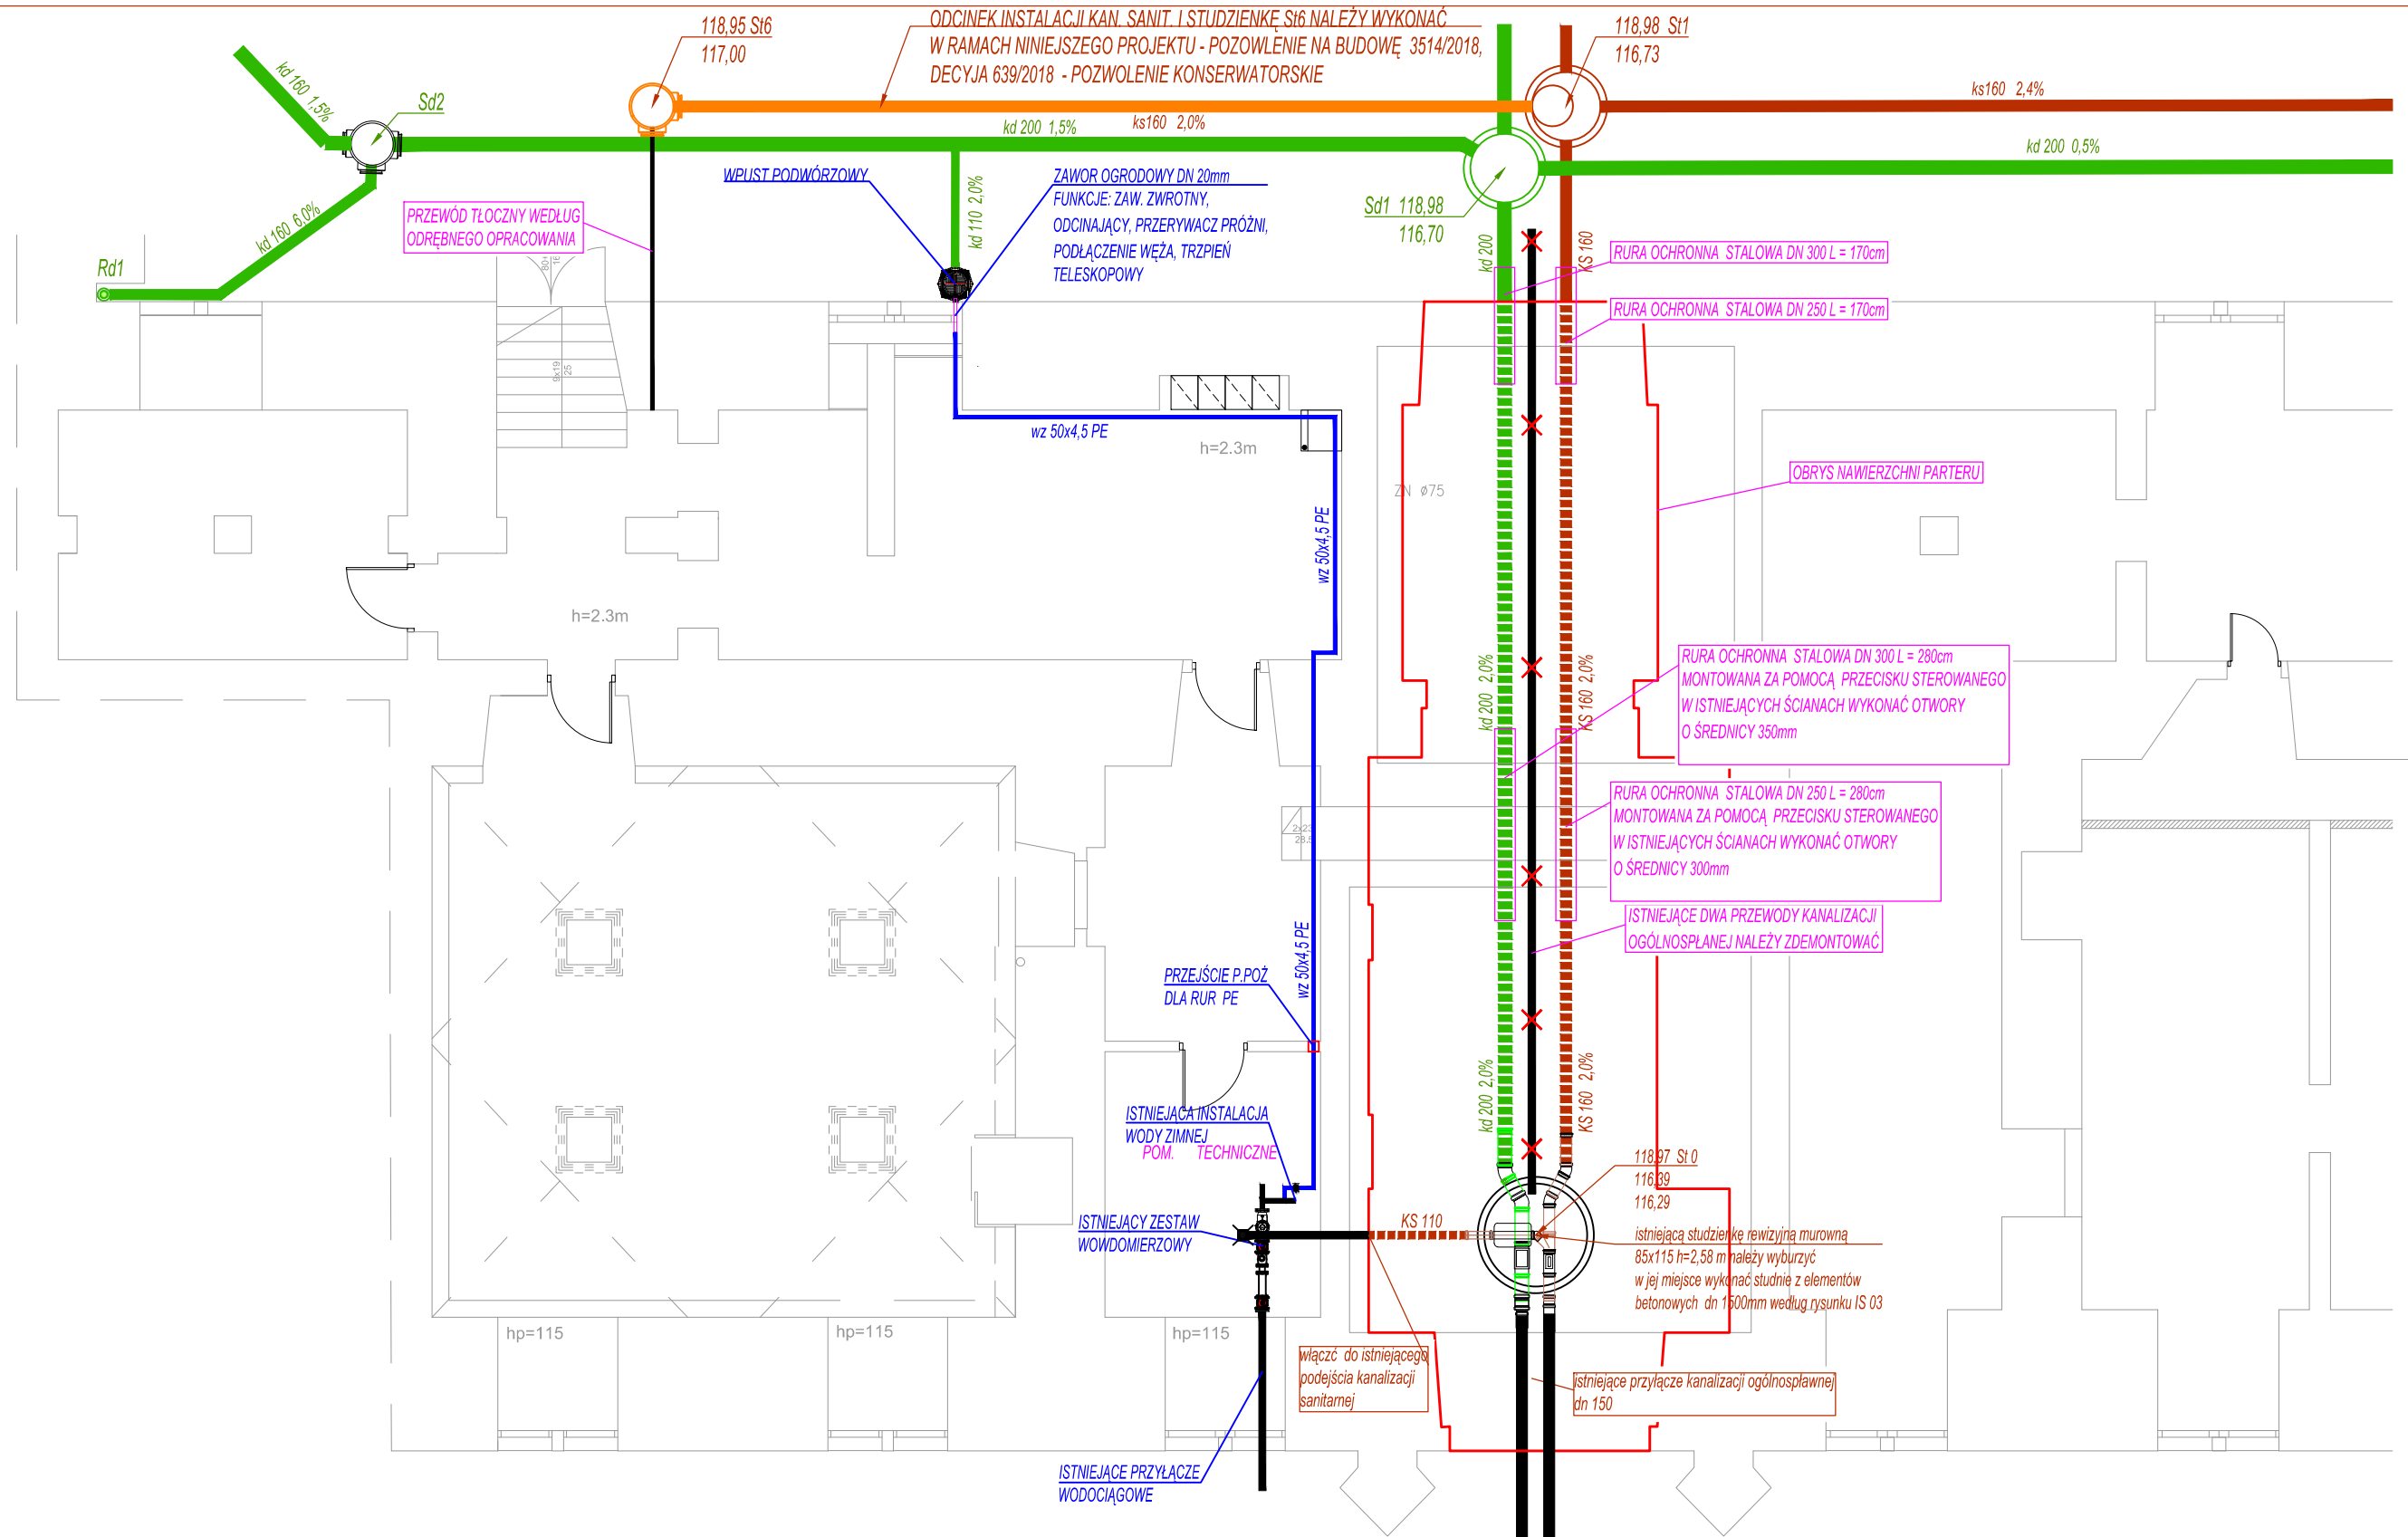 118,95 St6
117,00
ODCINEK INSTALACJI KAN. SANIT. I STUDZIENKĘ St6 NALEŻY WYKONAĆ
W RAMACH NINIEJSZEGO PROJEKTU - POZOWLENIE NA BUDOWĘ 3514/2018,
DECYJA 639/2018 - POZWOLENIE KONSERWATORSKIE
118,98 St1
116,73
kd 160 1,5%
Sd2
kd 200 1,5%
ks160 2,0%
ks160 2,4%
kd 200 0,5%
kd 160 6,0%
Rd1
PRZEWÓD TŁOCZNY WEDŁUG
ODRĘBNEGO OPRACOWANIA
WPUST PODWÓRZOWY
kd 110 2,0%
ZAWOR OGRODOWY DN 20mm
FUNKCJE: ZAW. ZWROTNY,
ODCINAJĄCY, PRZERYWACZ PRÓŻNI,
PODŁĄCZENIE WĘŻA, TRZPIEŃ
TELESKOPOWY
Sd1 118,98
116,70
kd 200
KS 160
RURA OCHRONNA STALOWA DN 300 L = 170cm
RURA OCHRONNA STALOWA DN 250 L = 170cm
9x19
25
wz 50x4,5 PE
h=2.3m
ZN ø75
OBRYS NAWIERZCHNI PARTERU
wz 50x4,5 PE
h=2.3m
kd 200 2,0%
KS 160 2,0%
RURA OCHRONNA STALOWA DN 300 L = 280cm
MONTOWANA ZA POMOCĄ PRZECISKU STEROWANEGO
W ISTNIEJĄCYCH ŚCIANACH WYKONAĆ OTWORY
O ŚREDNICY 350mm
RURA OCHRONNA STALOWA DN 250 L = 280cm
MONTOWANA ZA POMOCĄ PRZECISKU STEROWANEGO
W ISTNIEJĄCYCH ŚCIANACH WYKONAĆ OTWORY
O ŚREDNICY 300mm
ISTNIEJĄCE DWA PRZEWODY KANALIZACJI
OGÓLNOSPŁANEJ NALEŻY ZDEMONTOWAĆ
wz 50x4,5 PE
PRZEJŚCIE P.POŻ
DLA RUR PE
kd 200 2,0%
KS 160 2,0%
ISTNIEJĄCA INSTALACJA
WODY ZIMNEJ
POM. TECHNICZNE
118,97 St 0
116,39
116,29
ISTNIEJĄCY ZESTAW
WOWDOMIERZOWY
KS 110
istniejącą studzienkę rewizyjną murowną
85x115 h=2,58 m należy wyburzyć
w jej miejsce wykonać studnie z elementów
betonowych dn 1500mm według rysunku IS 03
hp=115
hp=115
hp=115
włączć do istniejącego
podejścia kanalizacji
sanitarnej
istniejące przyłącze kanalizacji ogólnospławnej
dn 150
ISTNIEJĄCE PRZYŁĄCZE
WODOCIĄGOWE